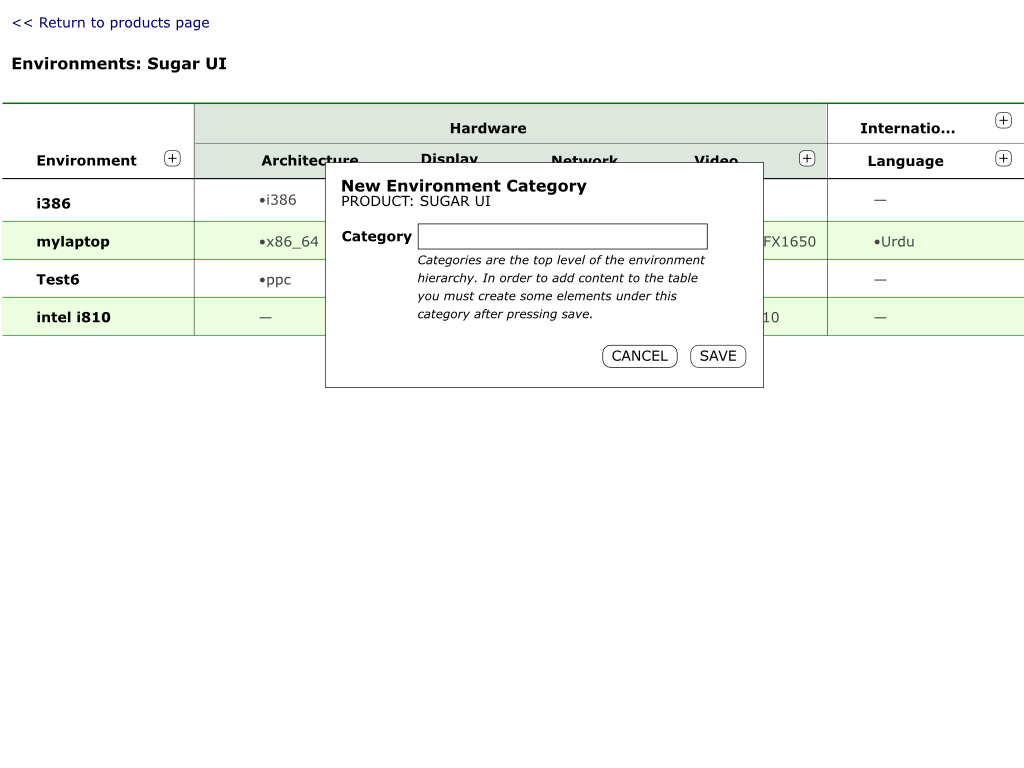 << Return to products page
Environments: Sugar UI
Hardware
Internatio...
Environment
Architecture
Display
Network
Video
Language
i386
•i386
—
mylaptop
•x86_64
FX1650
•Urdu
Test6
•ppc
—
intel i810
—
10
—
New Environment Category
PRODUCT: SUGAR UI
Category
Categories are the top level of the environment
hierarchy. In order to add content to the table
you must create some elements under this
category after pressing save.
CANCEL
SAVE